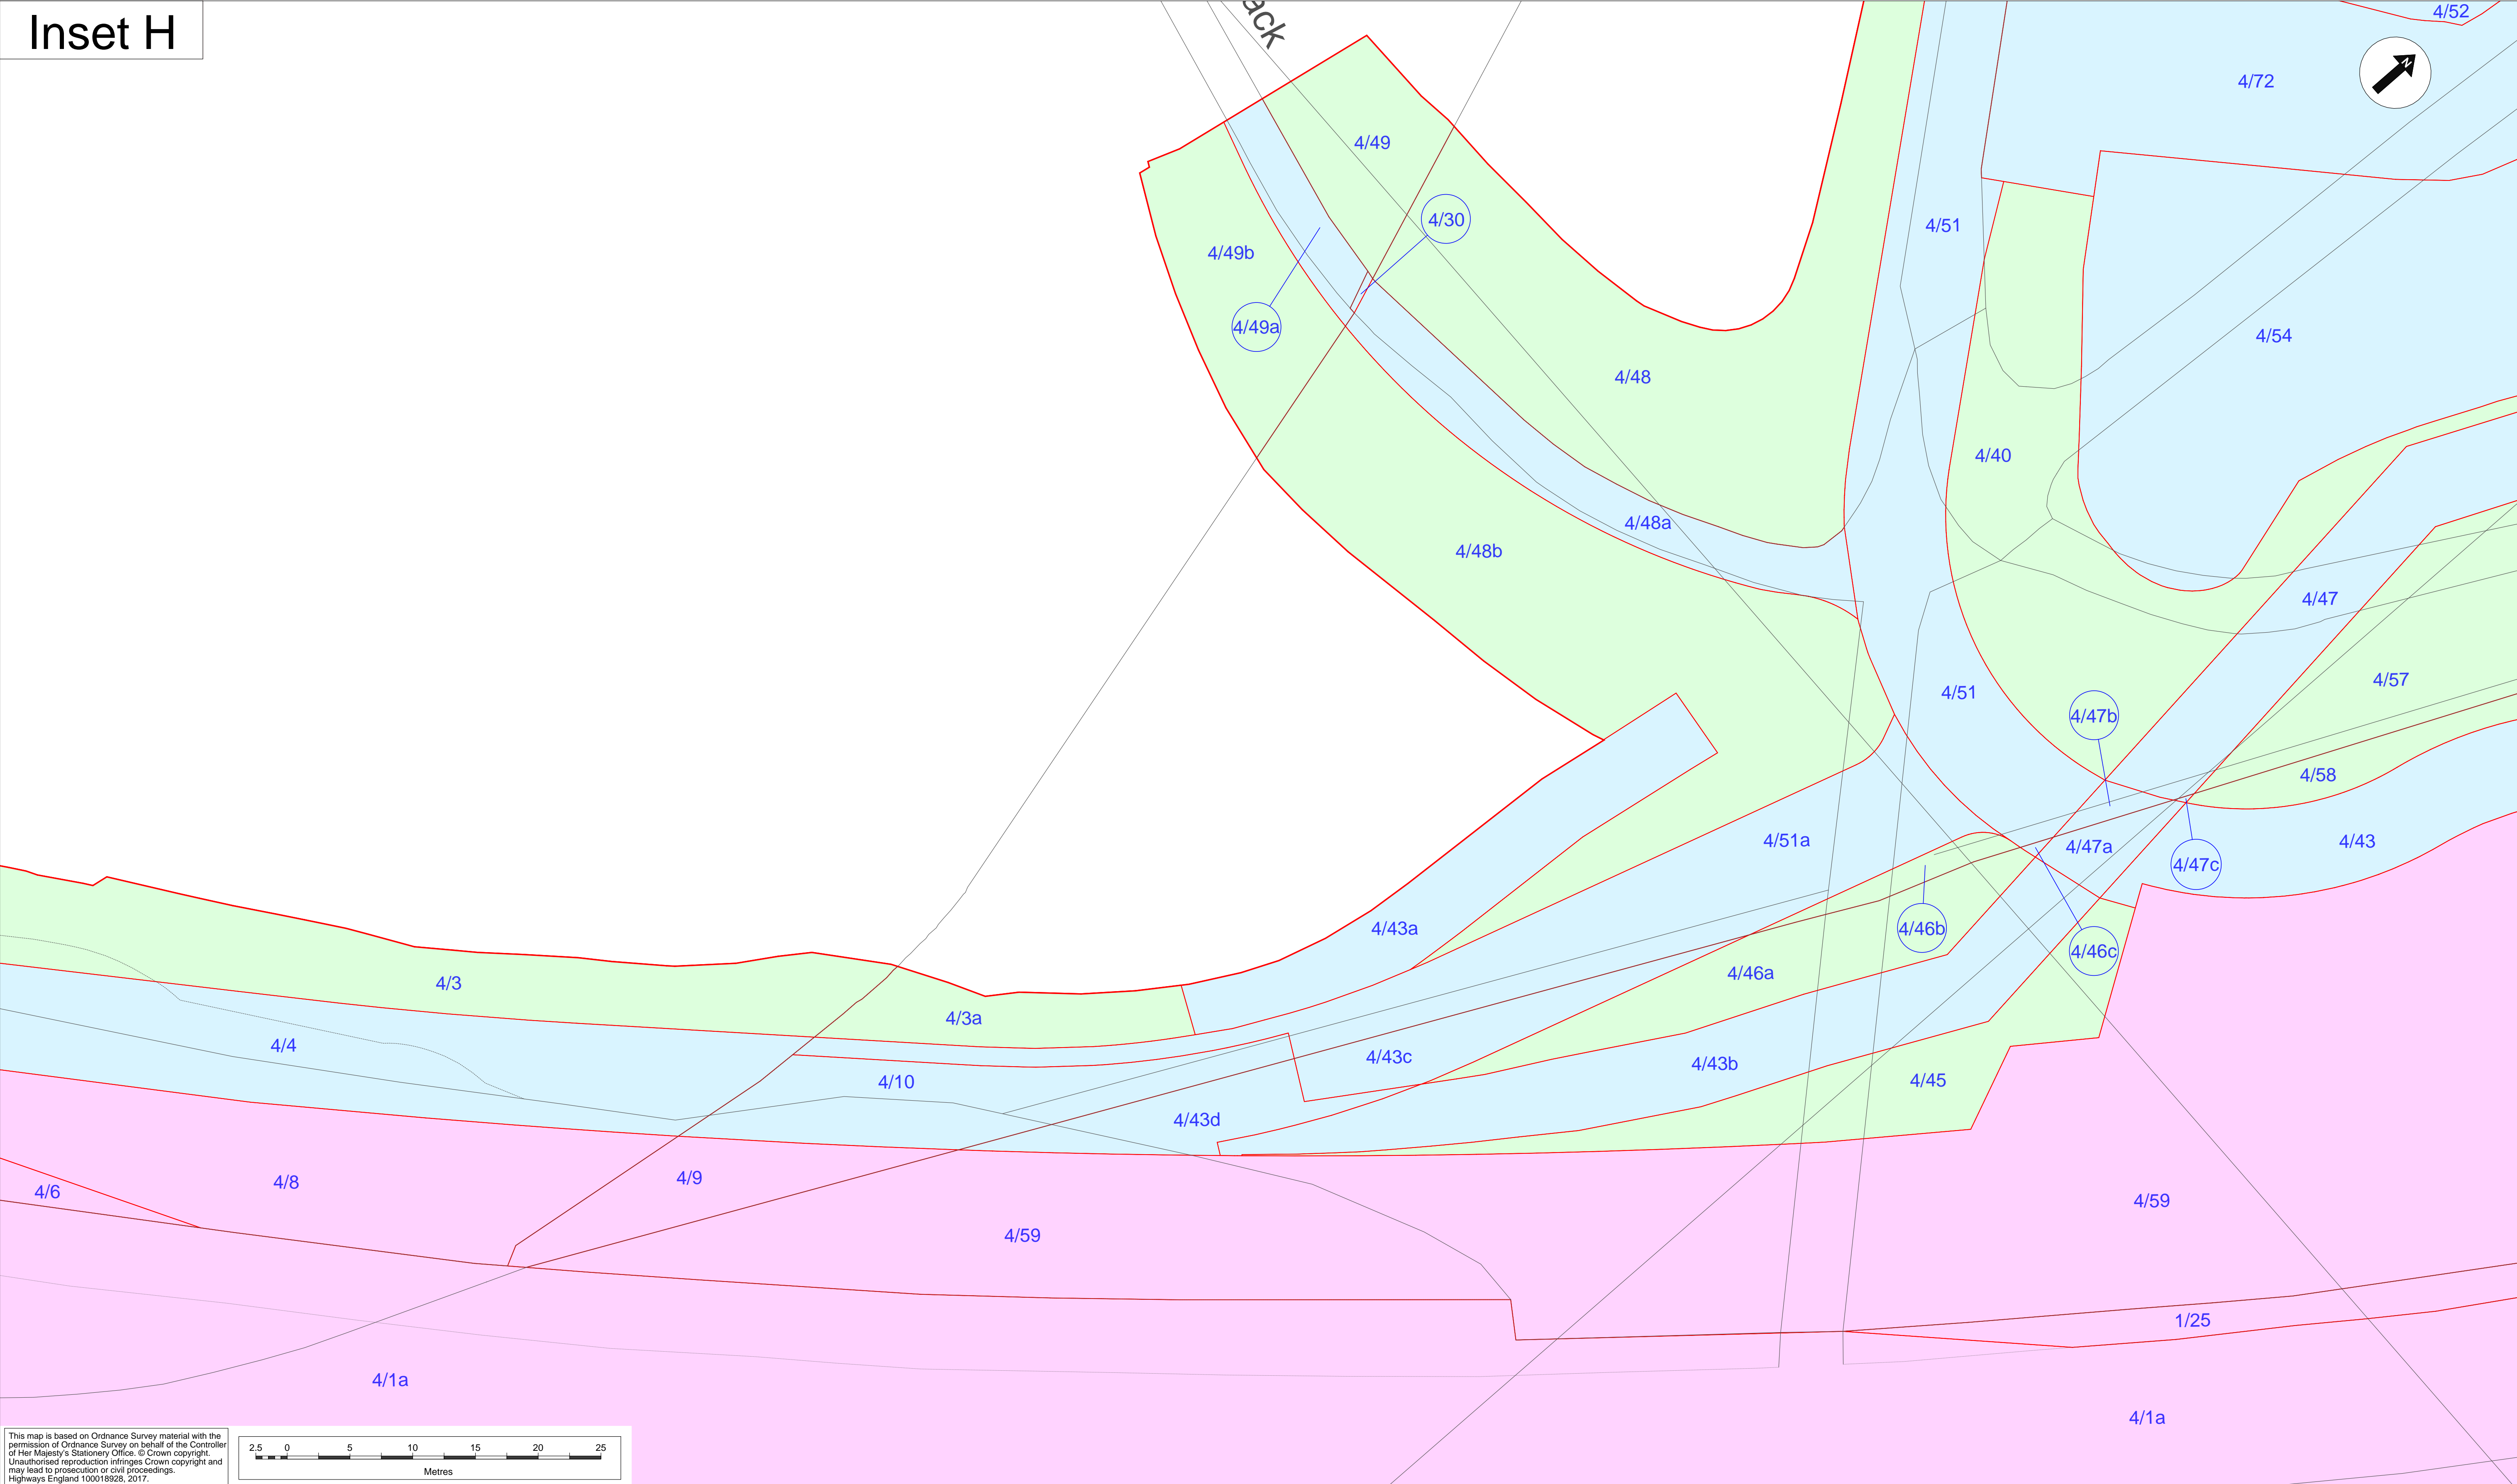 Inset H
ack
4/52
N
4/72
4/49
4/30
4/51
4/49b
4/49a
4/54
4/48
4/40
4/48a
4/48b
4/47
4/57
4/51
4/47b
4/58
4/51a
4/47a
4/43
4/47c
4/43a
4/46b
4/46c
4/3
4/46a
4/3a
4/4
4/43c
4/43b
4/10
4/45
4/43d
4/9
4/8
4/6
4/59
4/59
1/25
4/1a
4/1a
This map is based on Ordnance Survey material with the
permission of Ordnance Survey on behalf of the Controller
of Her Majesty's Stationery Office. © Crown copyright.
Unauthorised reproduction infringes Crown copyright and
may lead to prosecution or civil proceedings.
Highways England 100018928, 2017.
2.5 0 5 10 15 20 25
Metres